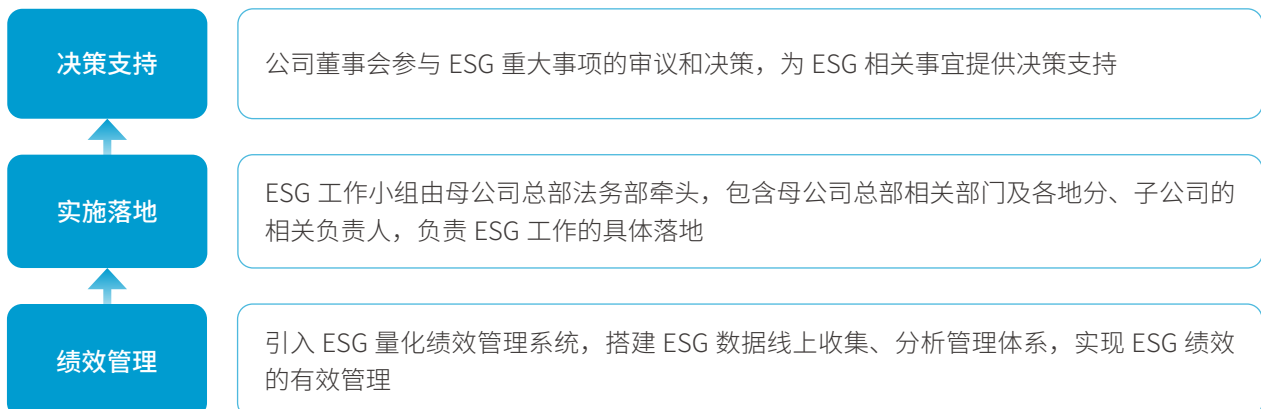 决策支持
公司董事会参与 ESG 重大事项的审议和决策，为 ESG 相关事宜提供决策支持
实施落地
ESG 工作小组由母公司总部法务部牵头，包含母公司总部相关部门及各地分、子公司的
相关负责人，负责 ESG 工作的具体落地
绩效管理
引入 ESG 量化绩效管理系统，搭建 ESG 数据线上收集、分析管理体系，实现 ESG 绩效
的有效管理